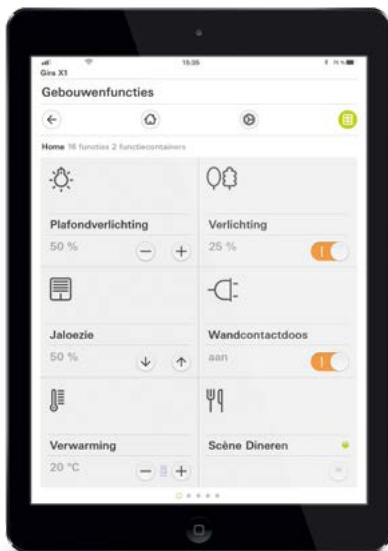 15:35
Gira X1
Gebouwenfuncties
Home 16 functies 2 functiecontainers
Plafondverlichting
Verlichting
50 %
25 %
Jaloezie
Wandcontactdoos
50 %
aan
Verwarming
Scène Dineren
20 °C